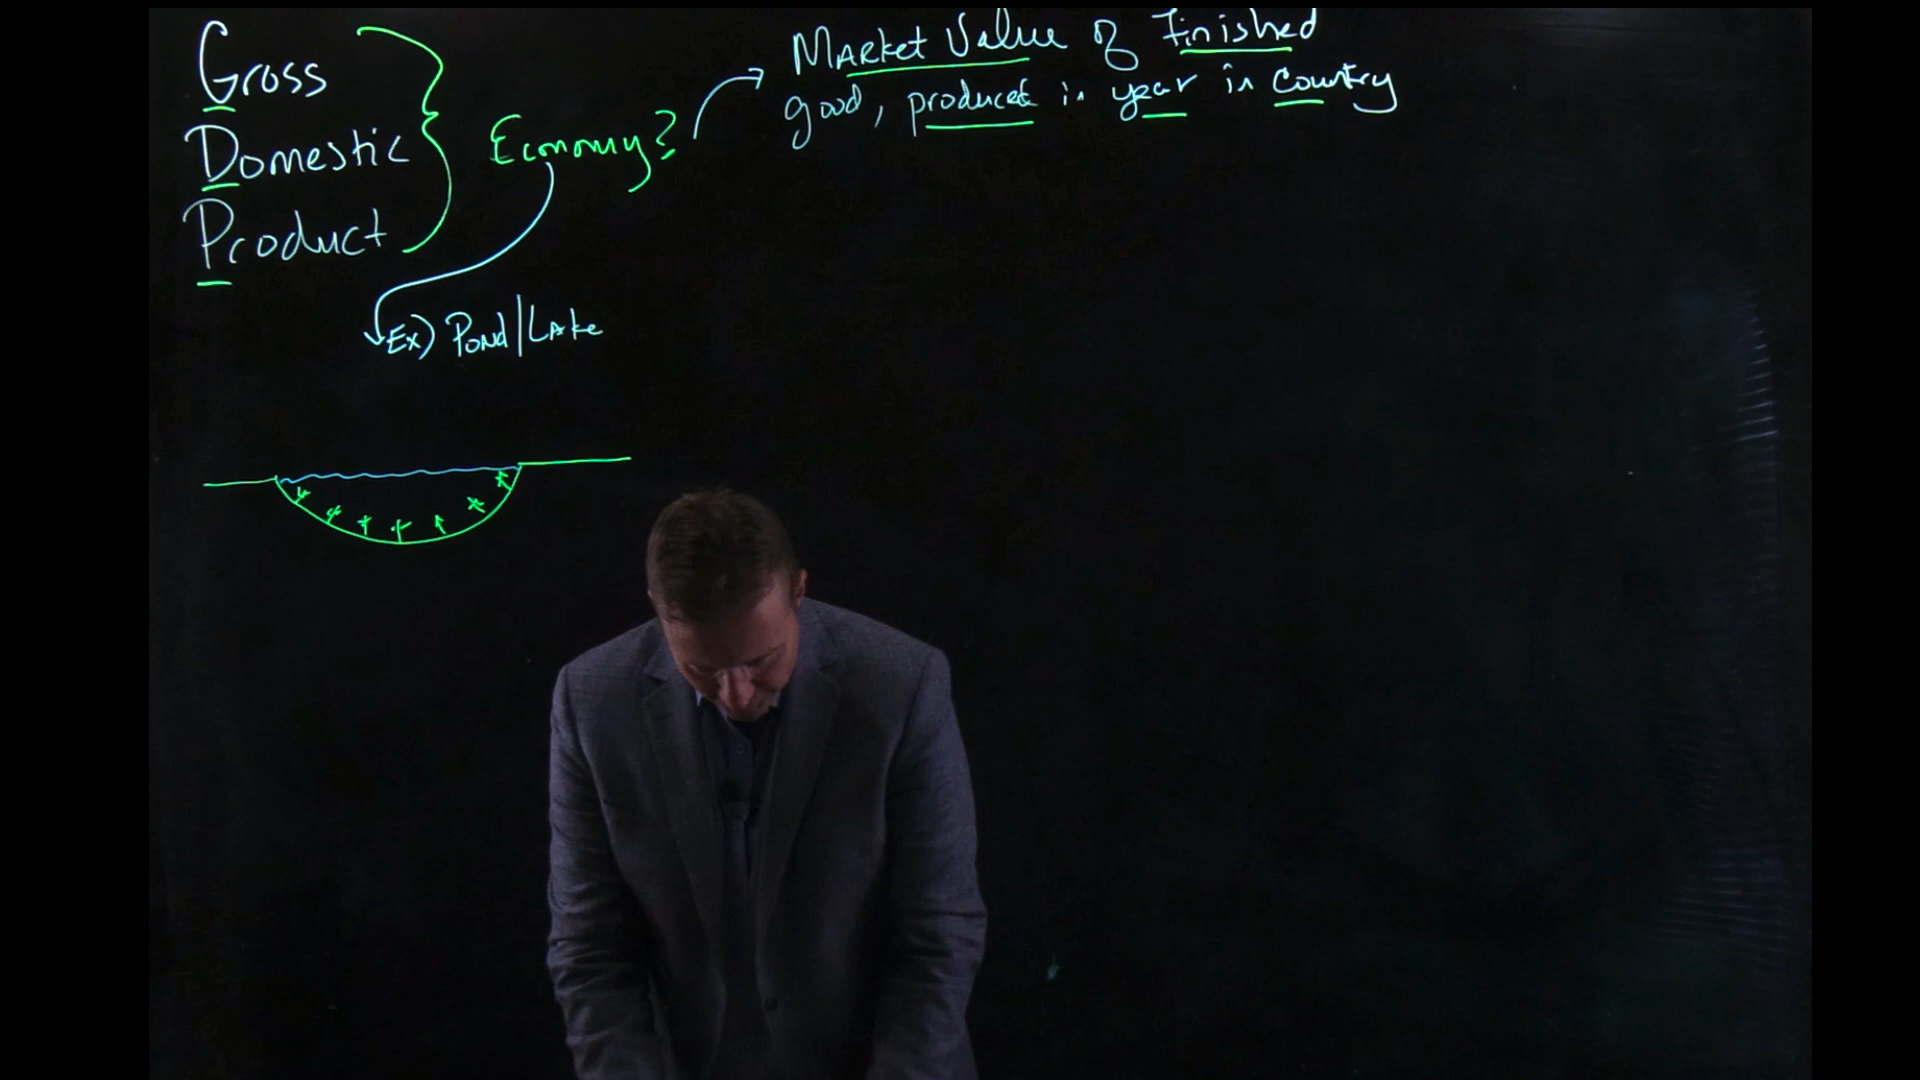 Gross
Domestic
Product
Economy?
Market Value of Finished
good, produced in year in country
Ex) Pond/Lake